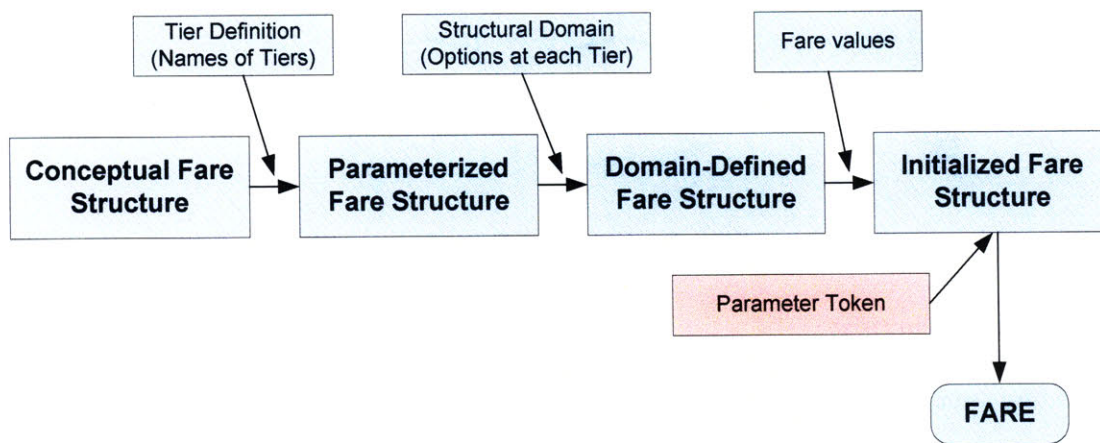 Tier Definition
(Names of Tiers)
Structural Domain
(Options at each Tier)
Fare values
Conceptual Fare
Structure
Parameterized
Fare Structure
Domain-Defined
Fare Structure
Initialized Fare
Structure
Parameter Token
FARE